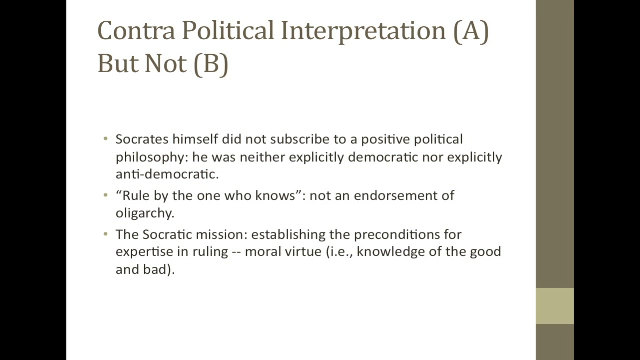 Contra Political Interpretation (A)
But Not (B)
• Socrates himself did not subscribe to a positive political
philosophy: he was neither explicitly democratic nor explicitly
anti-democratic.
• “Rule by the one who knows”: not an endorsement of
oligarchy.
• The Socratic mission: establishing the preconditions for
expertise in ruling -- moral virtue (i.e., knowledge of the good
and bad).